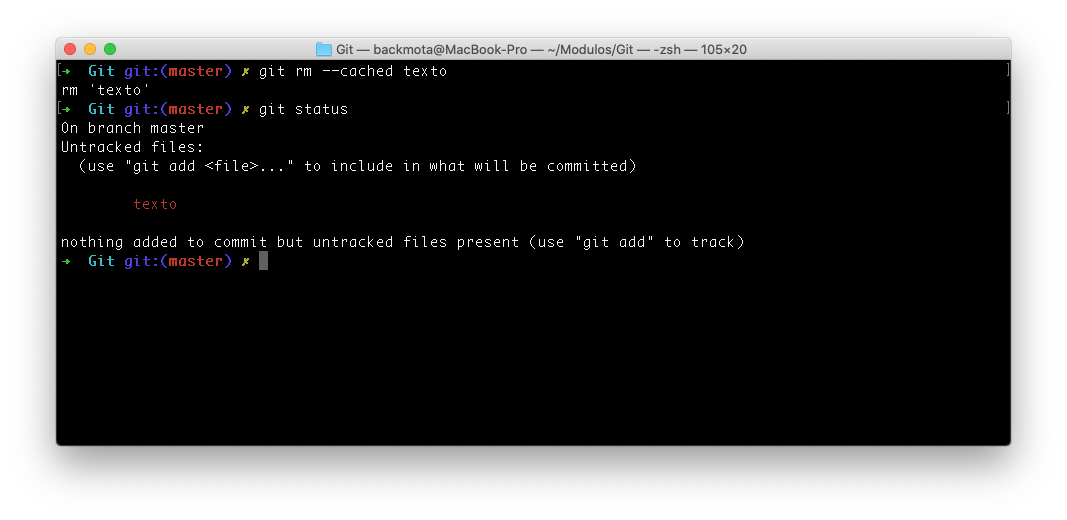 Git — backmota@MacBook-Pro — ~/Modulos/Git — -zsh — 105×20
[➜  Git git:(master) ✗ git rm --cached texto ]
rm 'texto'
[➜  Git git:(master) ✗ git status ]
On branch master
Untracked files:
  (use "git add <file>..." to include in what will be committed)
        texto
nothing added to commit but untracked files present (use "git add" to track)
➜  Git git:(master) ✗